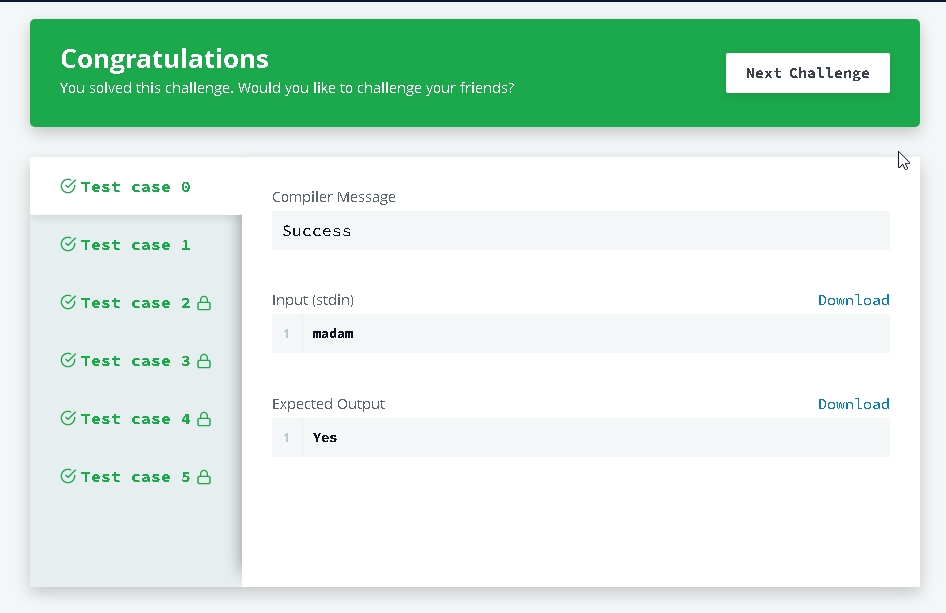 Congratulations
You solved this challenge. Would you like to challenge your friends?
Next Challenge
Test case 0
Test case 1
Test case 2
Test case 3
Test case 4
Test case 5
Compiler Message
Success
Input (stdin)
Download
1 madam
Expected Output
Download
1 Yes